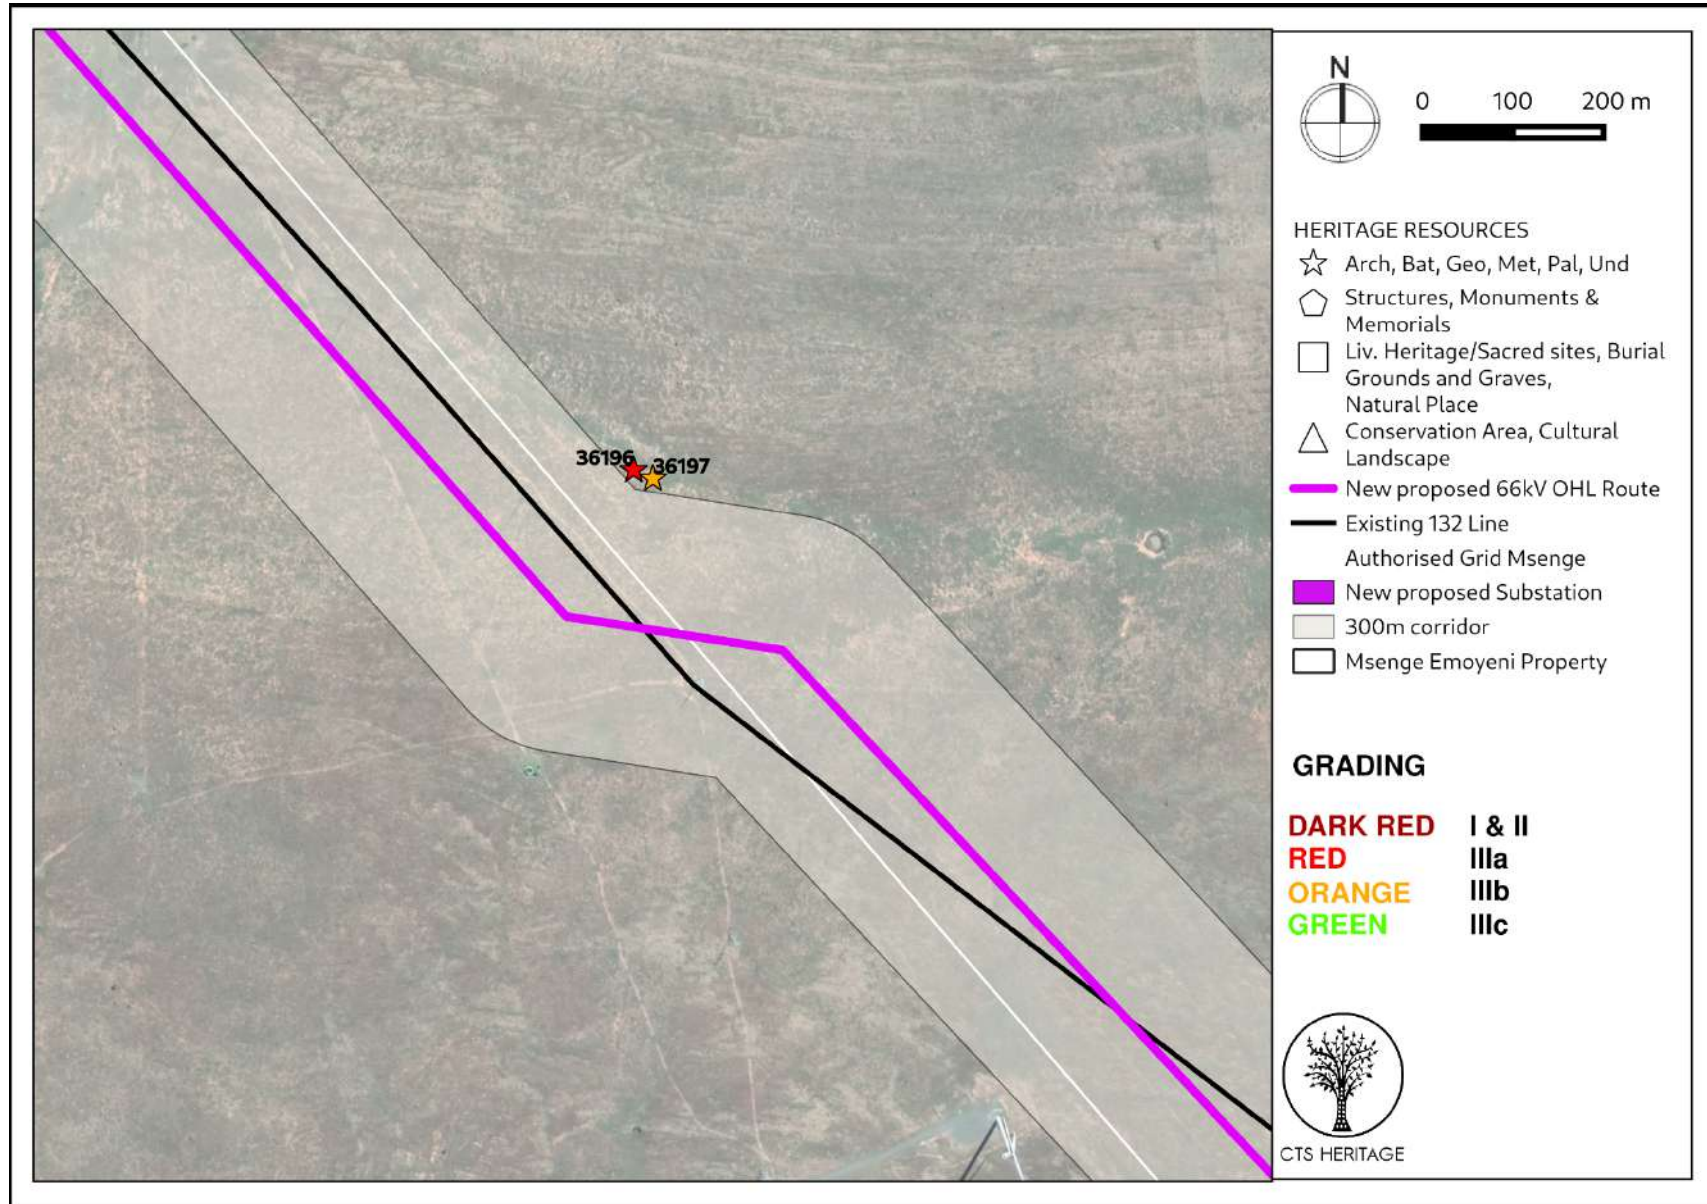 36196
36197
N
0 100 200 m
HERITAGE RESOURCES
Arch, Bat, Geo, Met, Pal, Und
Structures, Monuments &
Memorials
Liv. Heritage/Sacred sites, Burial
Grounds and Graves,
Natural Place
Conservation Area, Cultural
Landscape
New proposed 66kV OHL Route
Existing 132 Line
Authorised Grid Msenge
New proposed Substation
300m corridor
Msenge Emoyeni Property
GRADING
DARK RED I & II
RED IIIa
ORANGE IIIb
GREEN IIIc
CTS HERITAGE